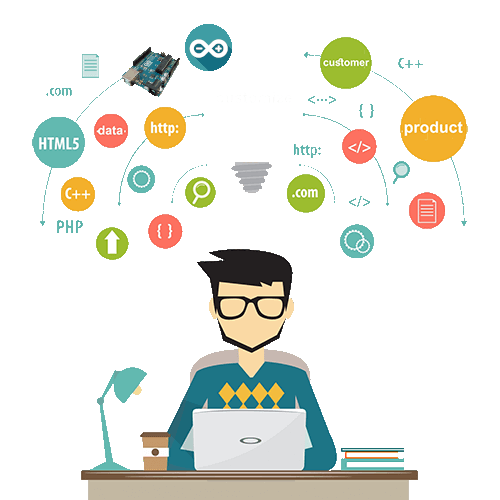 customer
C++
.com
<··>
{ }
product
HTML5
data
http:
</>
http:
C++
.com
</>
PHP
{ }